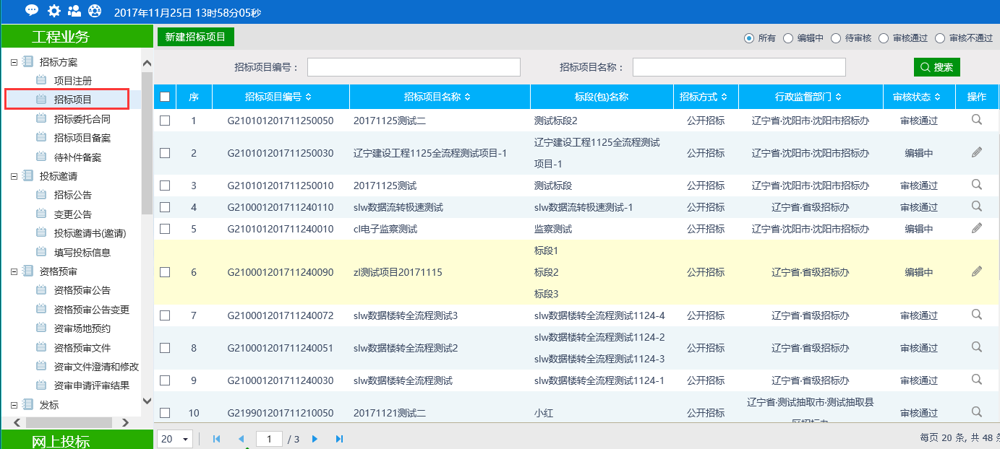 2017年11月25日 13时58分05秒
工程业务
招标方案
项目注册
招标项目
招标委托合同
招标项目备案
待补件备案
投标邀请
招标公告
变更公告
投标邀请书(邀请)
填写投标信息
资格预审
资格预审公告
资格预审公告变更
资审场地预约
资格预审文件
资审文件澄清和修改
资审申请评审结果
发标
网上投标
新建招标项目
所有 编辑中 待审核 审核通过 审核不通过
招标项目编号： 招标项目名称： 搜索
序 招标项目编号 招标项目名称 标段(包)名称 招标方式 行政监督部门 审核状态 操作
1 G210101201711250050 20171125测试二 测试标段2 公开招标 辽宁省·沈阳市·沈阳市招标办 审核通过
2 G210101201711250030 辽宁建设工程1125全流程测试项目-1 辽宁建设工程1125全流程测试 公开招标 辽宁省·沈阳市·沈阳市招标办 编辑中
项目-1
3 G210101201711250010 20171125测试 测试标段 公开招标 辽宁省·沈阳市·沈阳市招标办 审核通过
4 G210001201711240110 slw数据流转极速测试 slw数据流转极速测试-1 公开招标 辽宁省·省级招标办 审核通过
5 G210101201711240010 cl电子监察测试 监察测试 公开招标 辽宁省·沈阳市·沈阳市招标办 编辑中
标段1
6 G210001201711240090 zl测试项目20171115 标段2 公开招标 辽宁省·省级招标办 编辑中
标段3
7 G210001201711240072 slw数据楼转全流程测试3 slw数据楼转全流程测试1124-4 公开招标 辽宁省·省级招标办 审核通过
8 G210001201711240051 slw数据楼转全流程测试2 slw数据楼转全流程测试1124-2 公开招标 辽宁省·省级招标办 审核通过
slw数据楼转全流程测试1124-3
9 G210001201711240030 slw数据楼转全流程测试 slw数据楼转全流程测试1124-1 公开招标 辽宁省·省级招标办 审核通过
10 G219901201711210050 20171121测试二 小红 公开招标 辽宁省·测试抽取市·测试抽取县 审核通过
区招标办
20 1 / 3 每页 20 条, 共 48 条